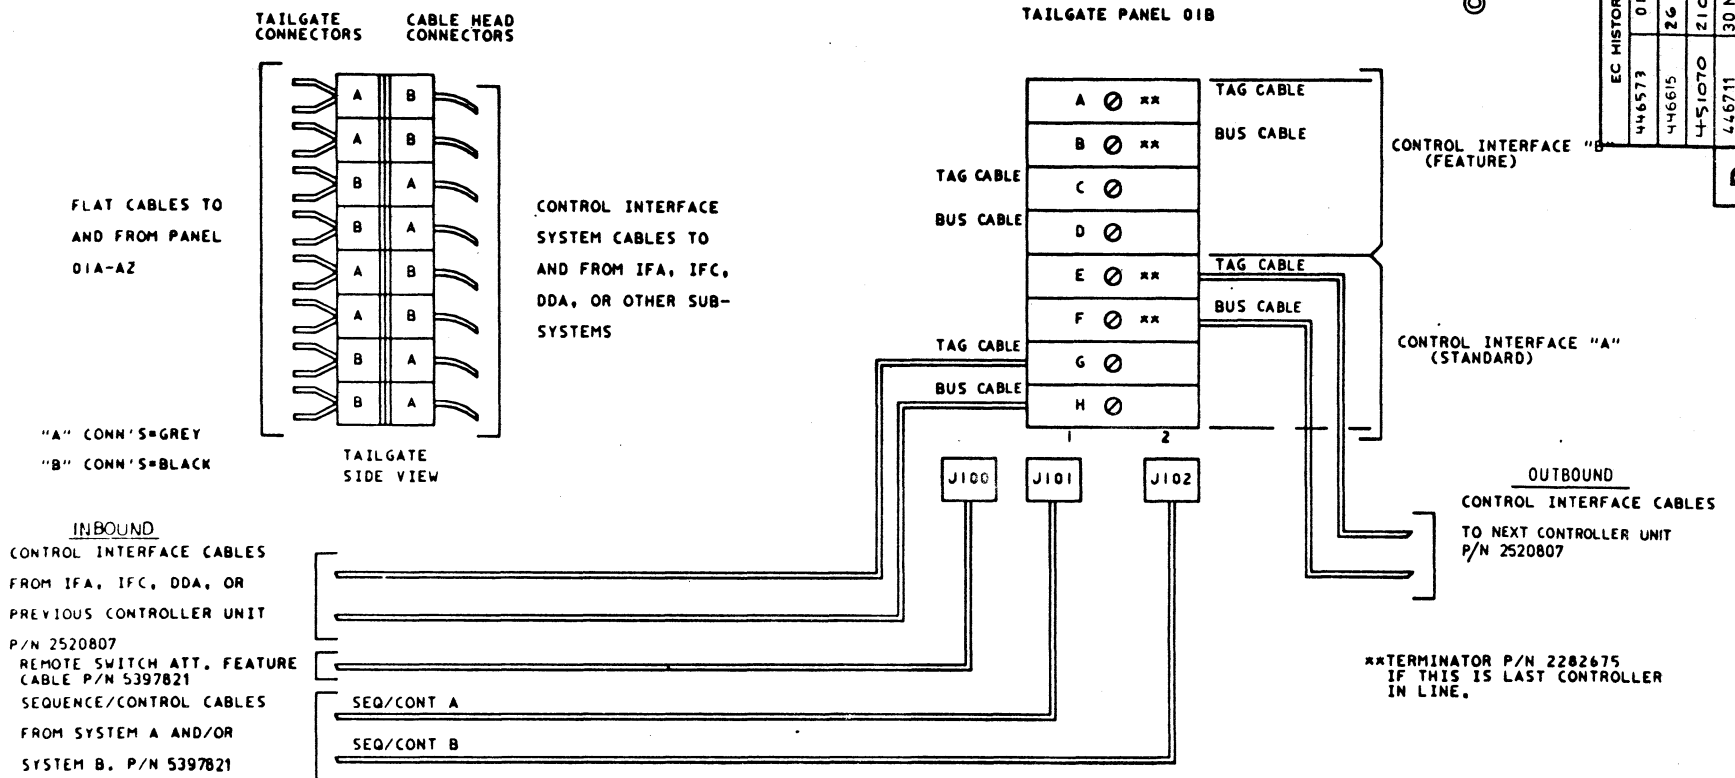 TAILGATE
CONNECTORS
CABLE HEAD
CONNECTORS
A B
A B
B A
B A
A B
A B
B A
B A
FLAT CABLES TO
AND FROM PANEL
01A-A2
CONTROL INTERFACE
SYSTEM CABLES TO
AND FROM IFA, IFC,
DDA, OR OTHER SUB-
SYSTEMS
"A" CONN'S=GREY
"B" CONN'S=BLACK
TAILGATE
SIDE VIEW
TAILGATE PANEL 01B
A **
B **
C
D
E **
F **
G
H
1 2
TAG CABLE
BUS CABLE
TAG CABLE
BUS CABLE
TAG CABLE
BUS CABLE
TAG CABLE
BUS CABLE
CONTROL INTERFACE "B"
(FEATURE)
CONTROL INTERFACE "A"
(STANDARD)
©
EC HISTOR
446573 01
446615 26
451070 21
446711 30
J100
J101
J102
INBOUND
CONTROL INTERFACE CABLES
FROM IFA, IFC, DDA, OR
PREVIOUS CONTROLLER UNIT
P/N 2520807
REMOTE SWITCH ATT. FEATURE
CABLE P/N 5397821
SEQUENCE/CONTROL CABLES
FROM SYSTEM A AND/OR
SYSTEM B. P/N 5397821
SEQ/CONT A
SEQ/CONT B
OUTBOUND
CONTROL INTERFACE CABLES
TO NEXT CONTROLLER UNIT
P/N 2520807
**TERMINATOR P/N 2282675
IF THIS IS LAST CONTROLLER
IN LINE.